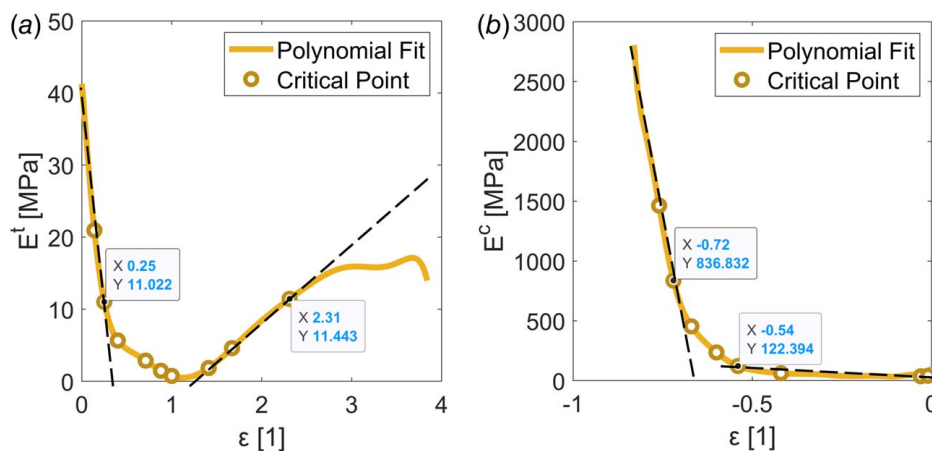 (a)
50
40
30
20
10
0
E^t [MPa]
Polynomial Fit
Critical Point
X 0.25
Y 11.022
X 2.31
Y 11.443
0
1
2
3
4
ε [1]
(b)
3000
2500
2000
1500
1000
500
0
E^c [MPa]
Polynomial Fit
Critical Point
X -0.72
Y 836.832
X -0.54
Y 122.394
-1
-0.5
0
ε [1]